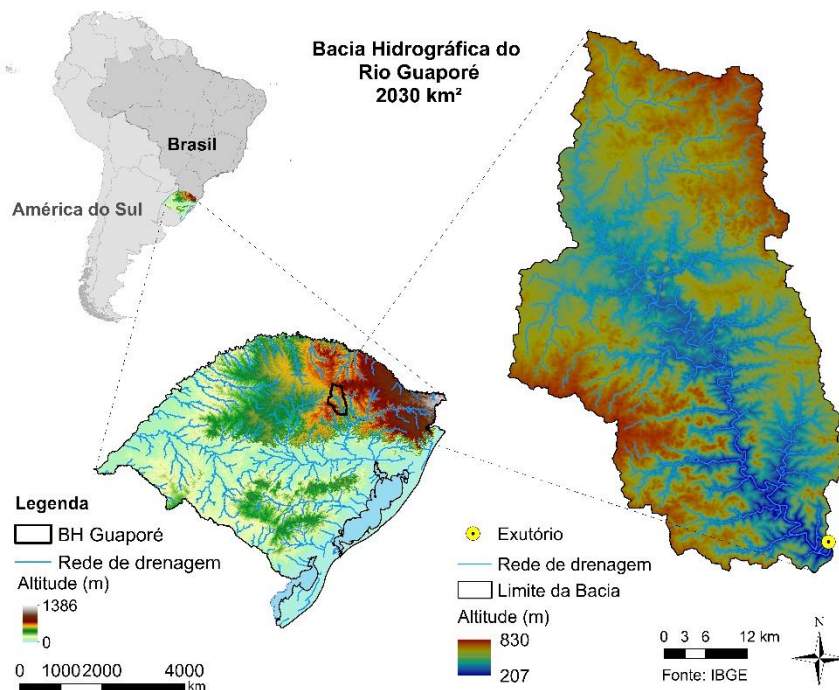 Bacia Hidrográfica do
Rio Guaporé
2030 km²
Brasil
América do Sul
Legenda
BH Guaporé
Rede de drenagem
Altitude (m)
1386
0
0 1000 2000 4000
km
Exutório
Rede de drenagem
Limite da Bacia
Altitude (m)
830
207
0 3 6 12 km
Fonte: IBGE
N